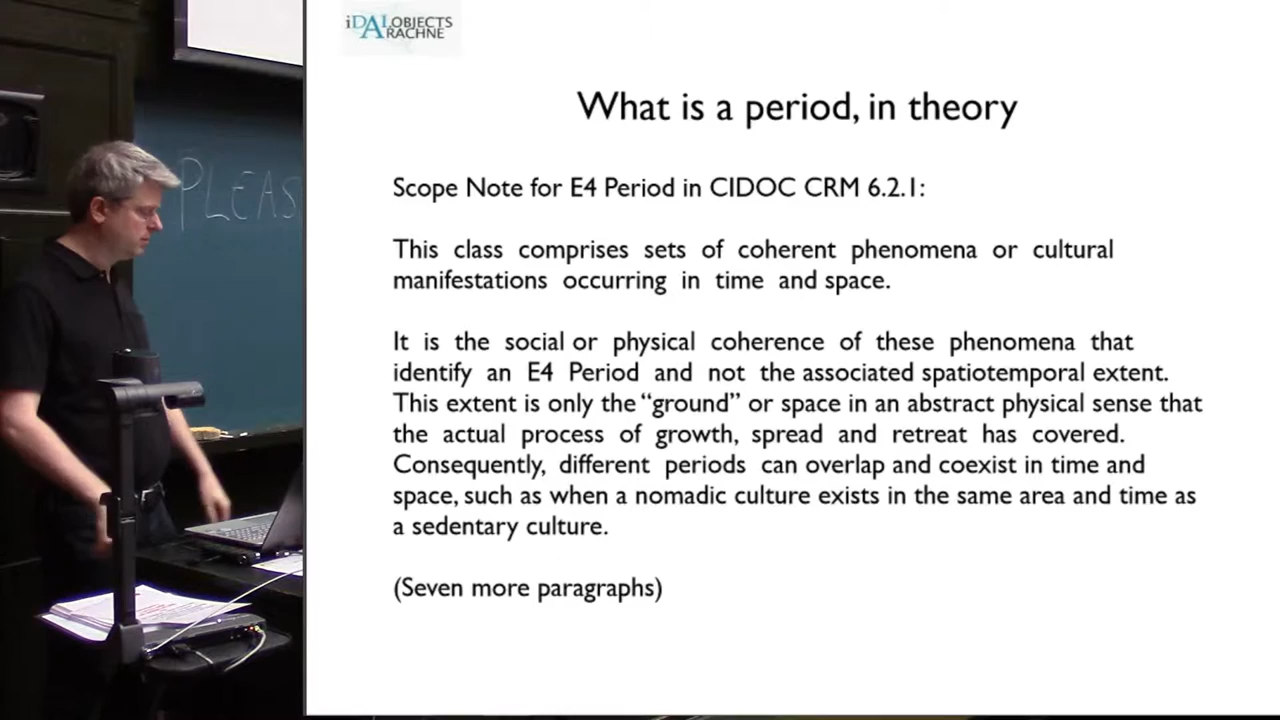 iDAI.OBJECTS
ARACHNE
What is a period, in theory
PLEAS
Scope Note for E4 Period in CIDOC CRM 6.2.1:
This class comprises sets of coherent phenomena or cultural
manifestations occurring in time and space.
It is the social or physical coherence of these phenomena that
identify an E4 Period and not the associated spatiotemporal extent.
This extent is only the “ground” or space in an abstract physical sense that
the actual process of growth, spread and retreat has covered.
Consequently, different periods can overlap and coexist in time and
space, such as when a nomadic culture exists in the same area and time as
a sedentary culture.
(Seven more paragraphs)